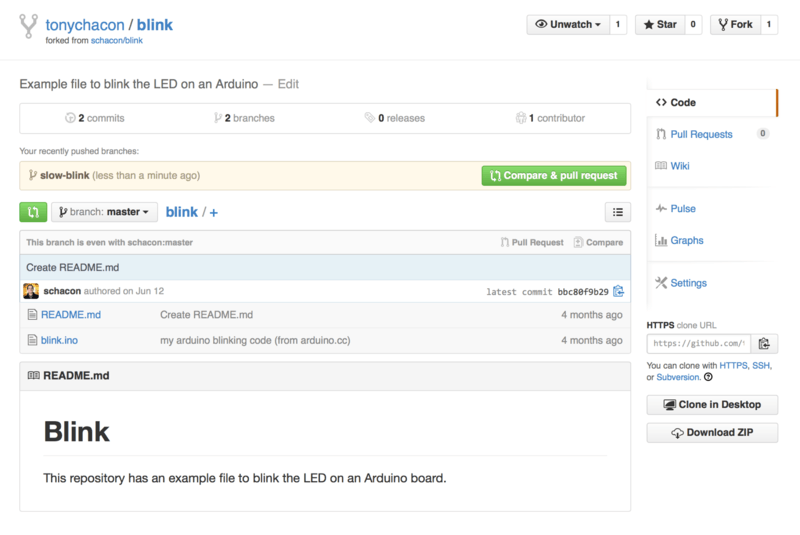 tonychacon / blink
forked from schacon/blink
Unwatch 1 Star 0 Fork 1
Example file to blink the LED on an Arduino — Edit
2 commits 2 branches 0 releases 1 contributor
Your recently pushed branches:
slow-blink (less than a minute ago) Compare & pull request
branch: master blink / +
This branch is even with schacon:master Pull Request Compare
Create README.md
schacon authored on Jun 12 latest commit bbc80f9b29
README.md Create README.md 4 months ago
blink.ino my arduino blinking code (from arduino.cc) 4 months ago
README.md
Blink
This repository has an example file to blink the LED on an Arduino board.
Code
Pull Requests 0
Wiki
Pulse
Graphs
Settings
HTTPS clone URL
https://github.com/
You can clone with HTTPS, SSH,
or Subversion.
Clone in Desktop
Download ZIP